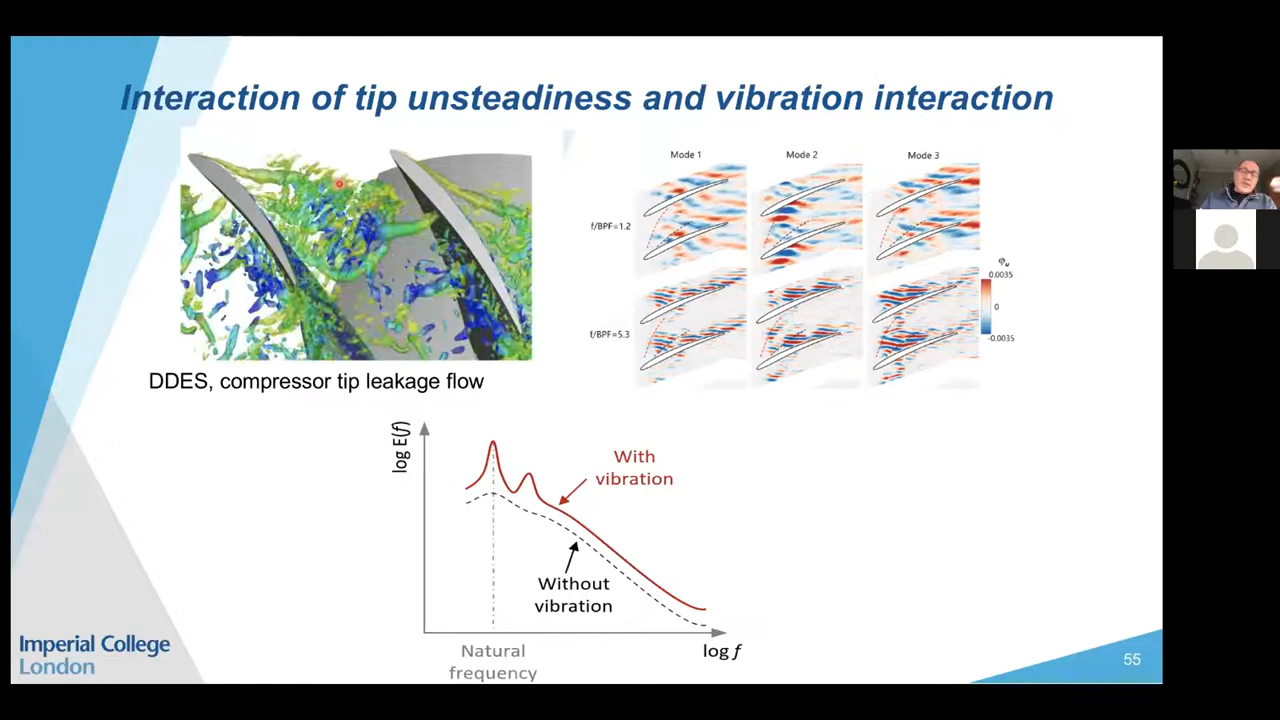 Interaction of tip unsteadiness and vibration interaction
Mode 1
Mode 2
Mode 3
f/BPF=1.2
f/BPF=5.3
φu
0.0035
0
-0.0035
DDES, compressor tip leakage flow
log E(f)
With
vibration
Without
vibration
Natural
frequency
log f
Imperial College
London
55